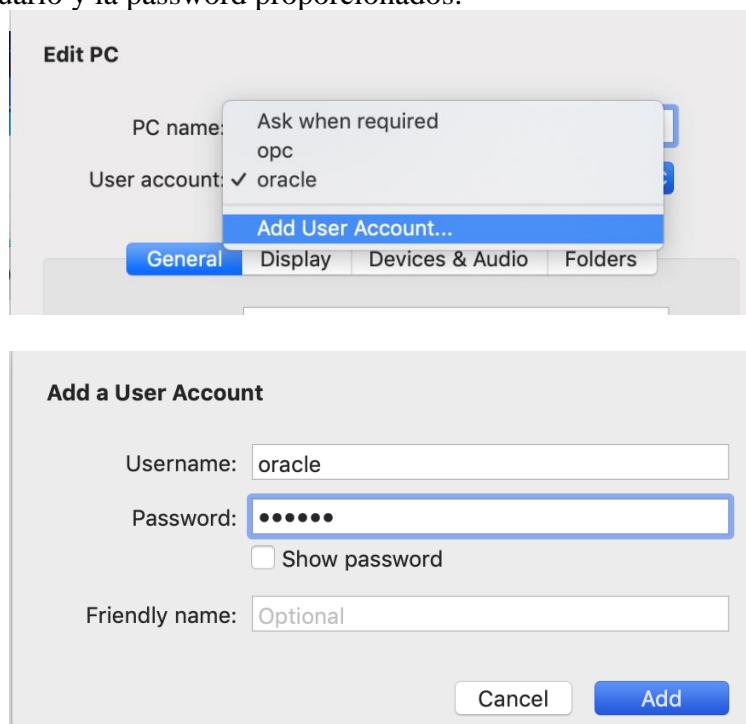 uario y la password proporcionados.
Edit PC
PC name:
Ask when required
opc
User account: ✓ oracle
Add User Account...
General Display Devices & Audio Folders
Add a User Account
Username: oracle
Password: ••••••
Show password
Friendly name: Optional
Cancel Add